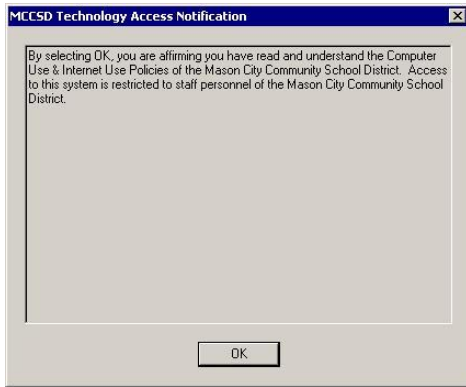 MCCSD Technology Access Notification
By selecting OK, you are affirming you have read and understand the Computer
Use & Internet Use Policies of the Mason City Community School District.  Access
to this system is restricted to staff personnel of the Mason City Community School
District.
OK